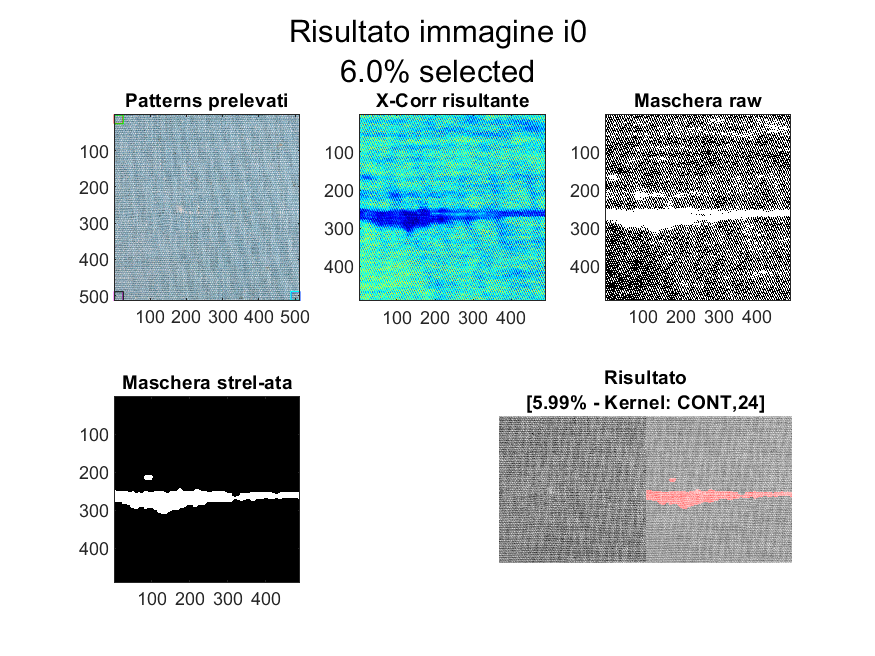 Risultato immagine i0
6.0% selected
Patterns prelevati
100
200
300
400
500
100 200 300 400 500
X-Corr risultante
100
200
300
400
100 200 300 400
Maschera raw
100
200
300
400
100 200 300 400
Maschera strel-ata
100
200
300
400
100 200 300 400
Risultato
[5.99% - Kernel: CONT,24]